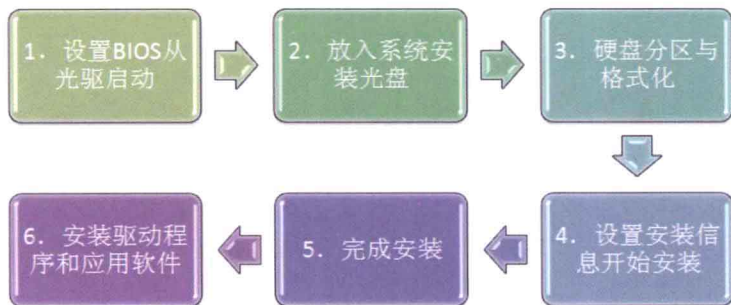 1. 设置BIOS从
光驱启动
2. 放入系统安
装光盘
3. 硬盘分区与
格式化
4. 设置安装信
息开始安装
5. 完成安装
6. 安装驱动程
序和应用软件